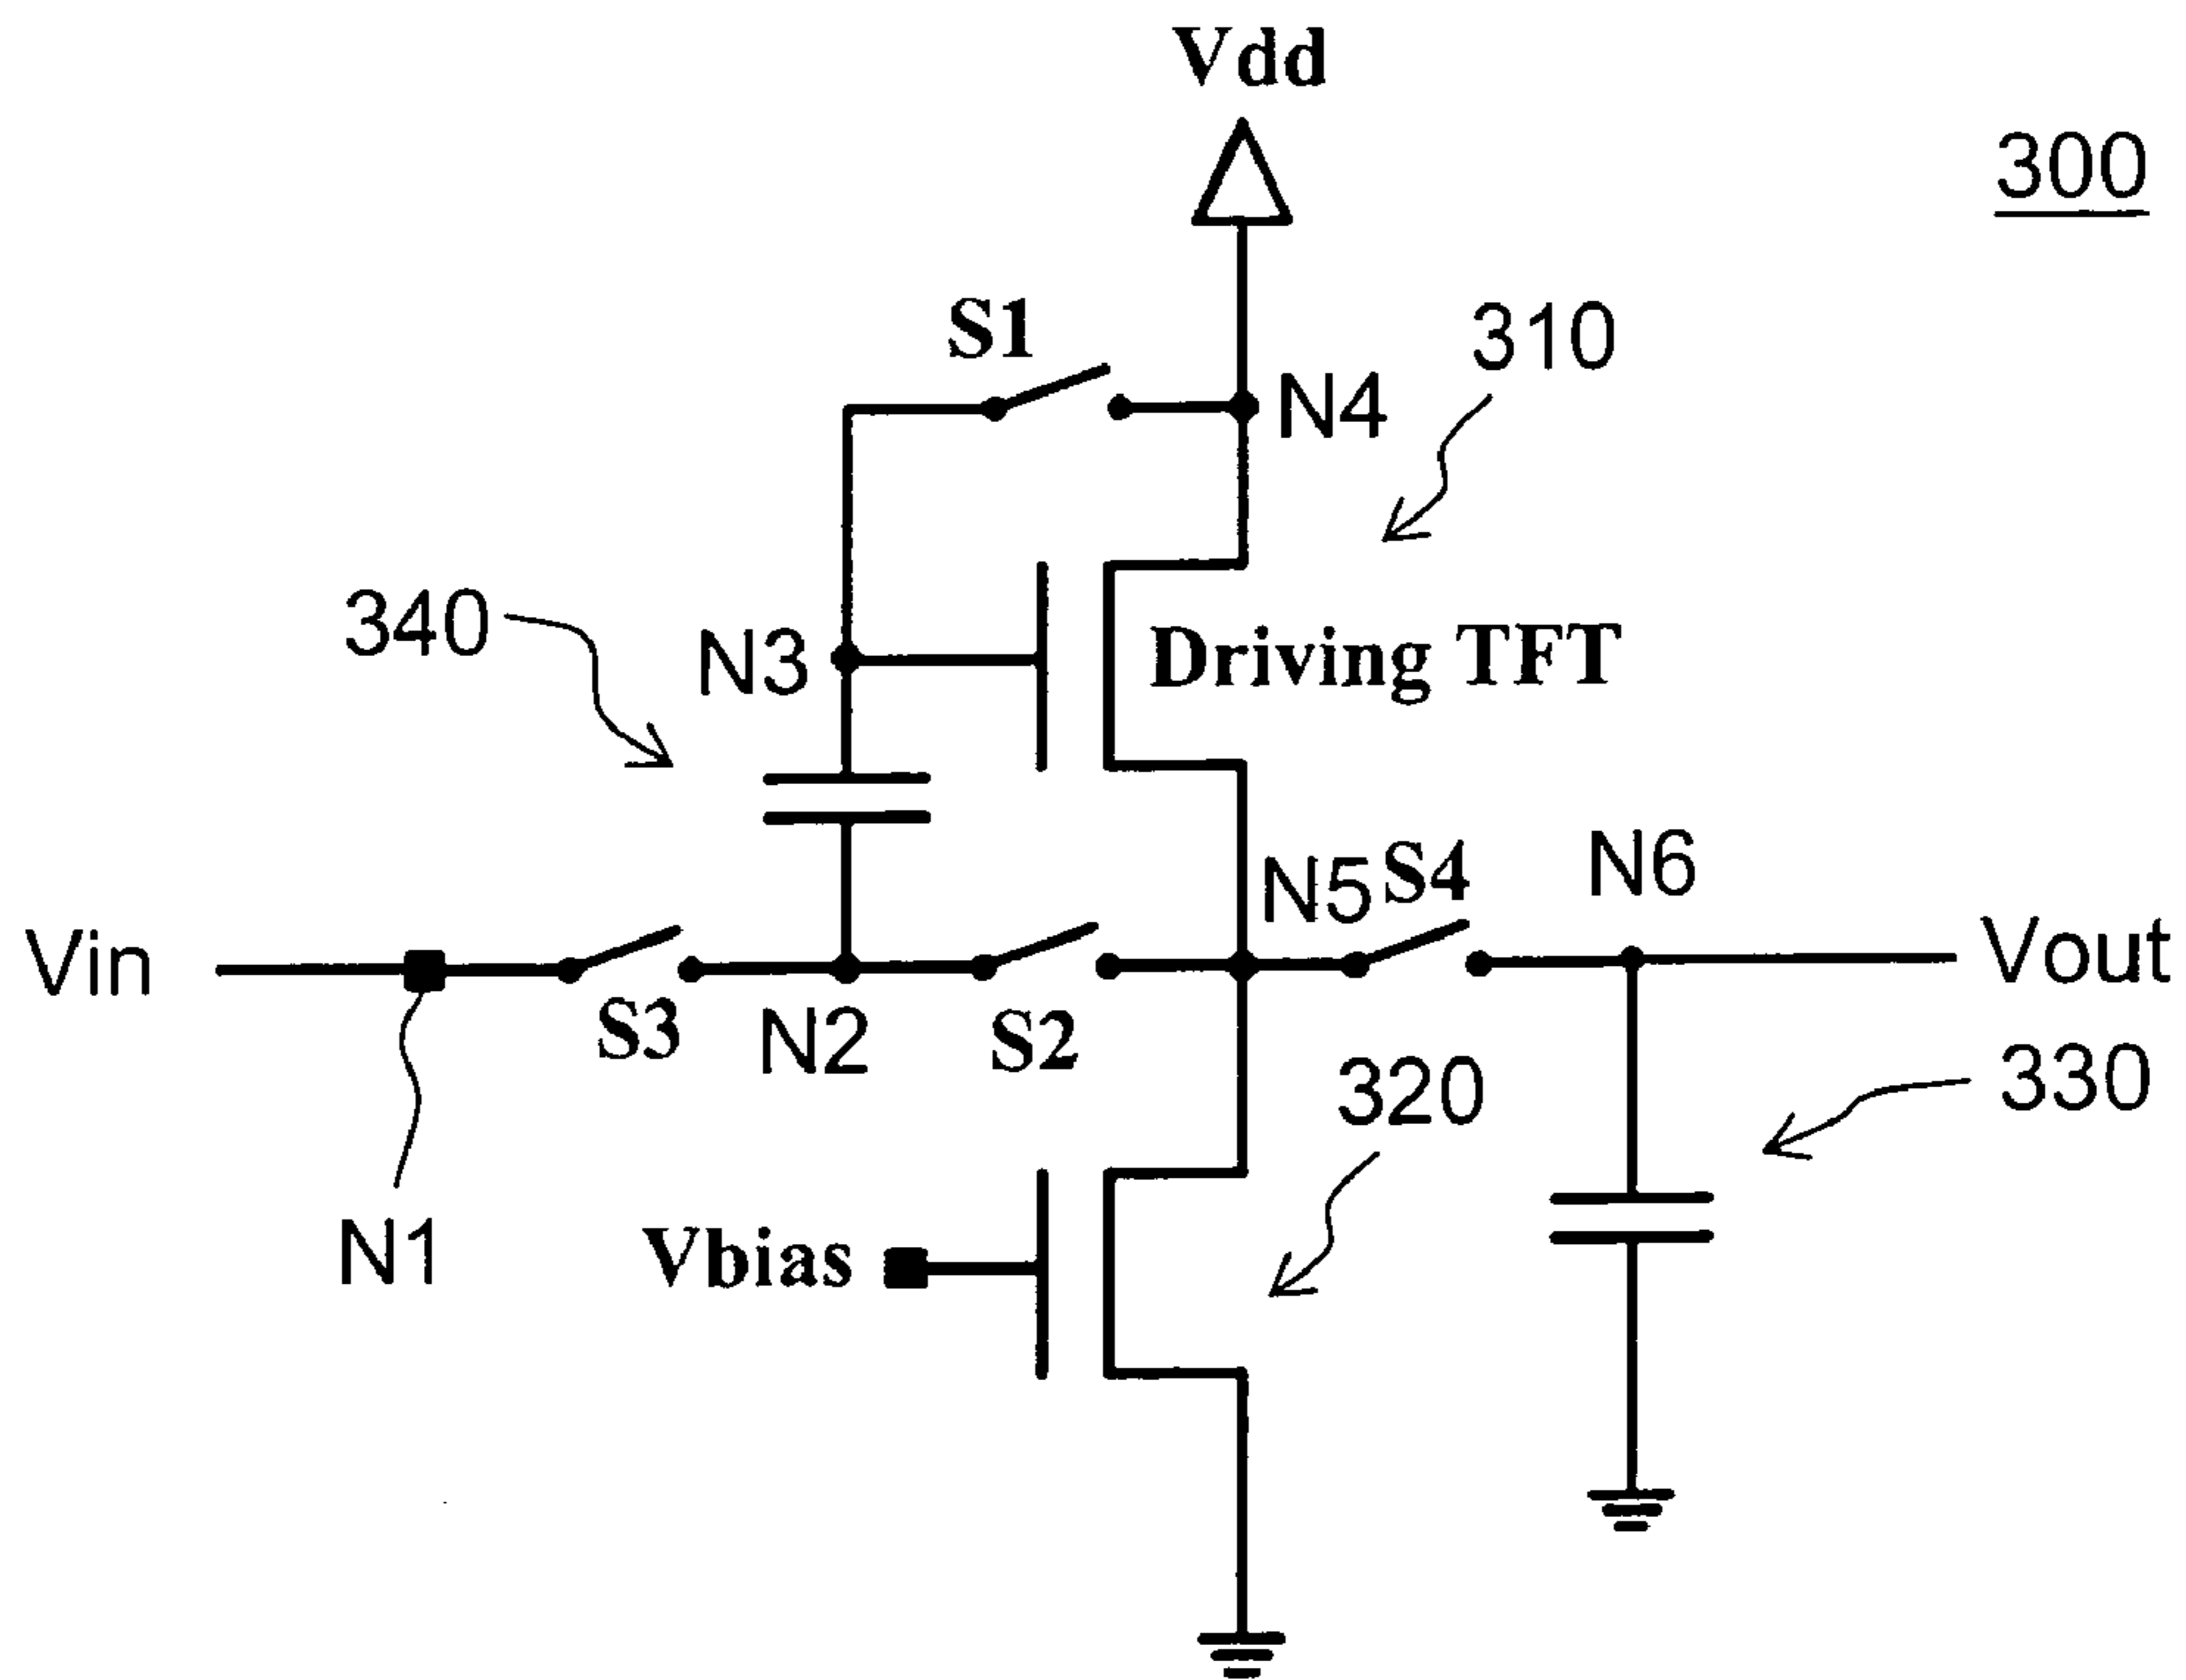 Vdd
300
S1
310
N4
340
N3
Driving TFT
N5
S4
N6
Vin
Vout
S3
N2
S2
320
330
N1
Vbias